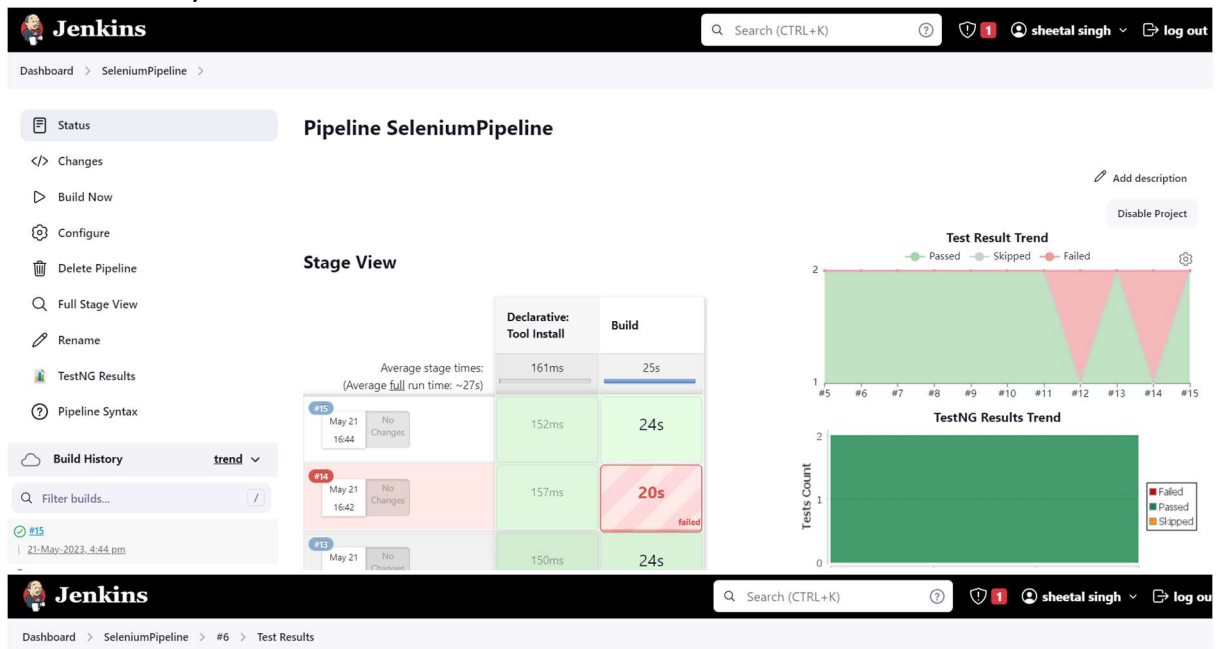 Jenkins
Search (CTRL+K)
1
sheetal singh
log out
Dashboard > SeleniumPipeline >
Status
Changes
Build Now
Configure
Delete Pipeline
Full Stage View
Rename
TestNG Results
Pipeline Syntax
Build History
trend
Filter builds...
/
#15
21-May-2023, 4:44 pm
Pipeline SeleniumPipeline
Add description
Disable Project
Stage View
Declarative:
Tool Install
Build
Average stage times:
(Average full run time: ~27s)
161ms
25s
#15
May 21
16:44
No
Changes
152ms
24s
#14
May 21
16:42
No
Changes
157ms
20s
failed
#13
May 21
No
Changes
150ms
24s
Test Result Trend
Passed Skipped Failed
2
1
#5 #6 #7 #8 #9 #10 #11 #12 #13 #14 #15
TestNG Results Trend
Tests Count
2
1
0
Failed
Passed
Skipped
Jenkins
Search (CTRL+K)
1
sheetal singh
log ou
Dashboard > SeleniumPipeline > #6 > Test Results